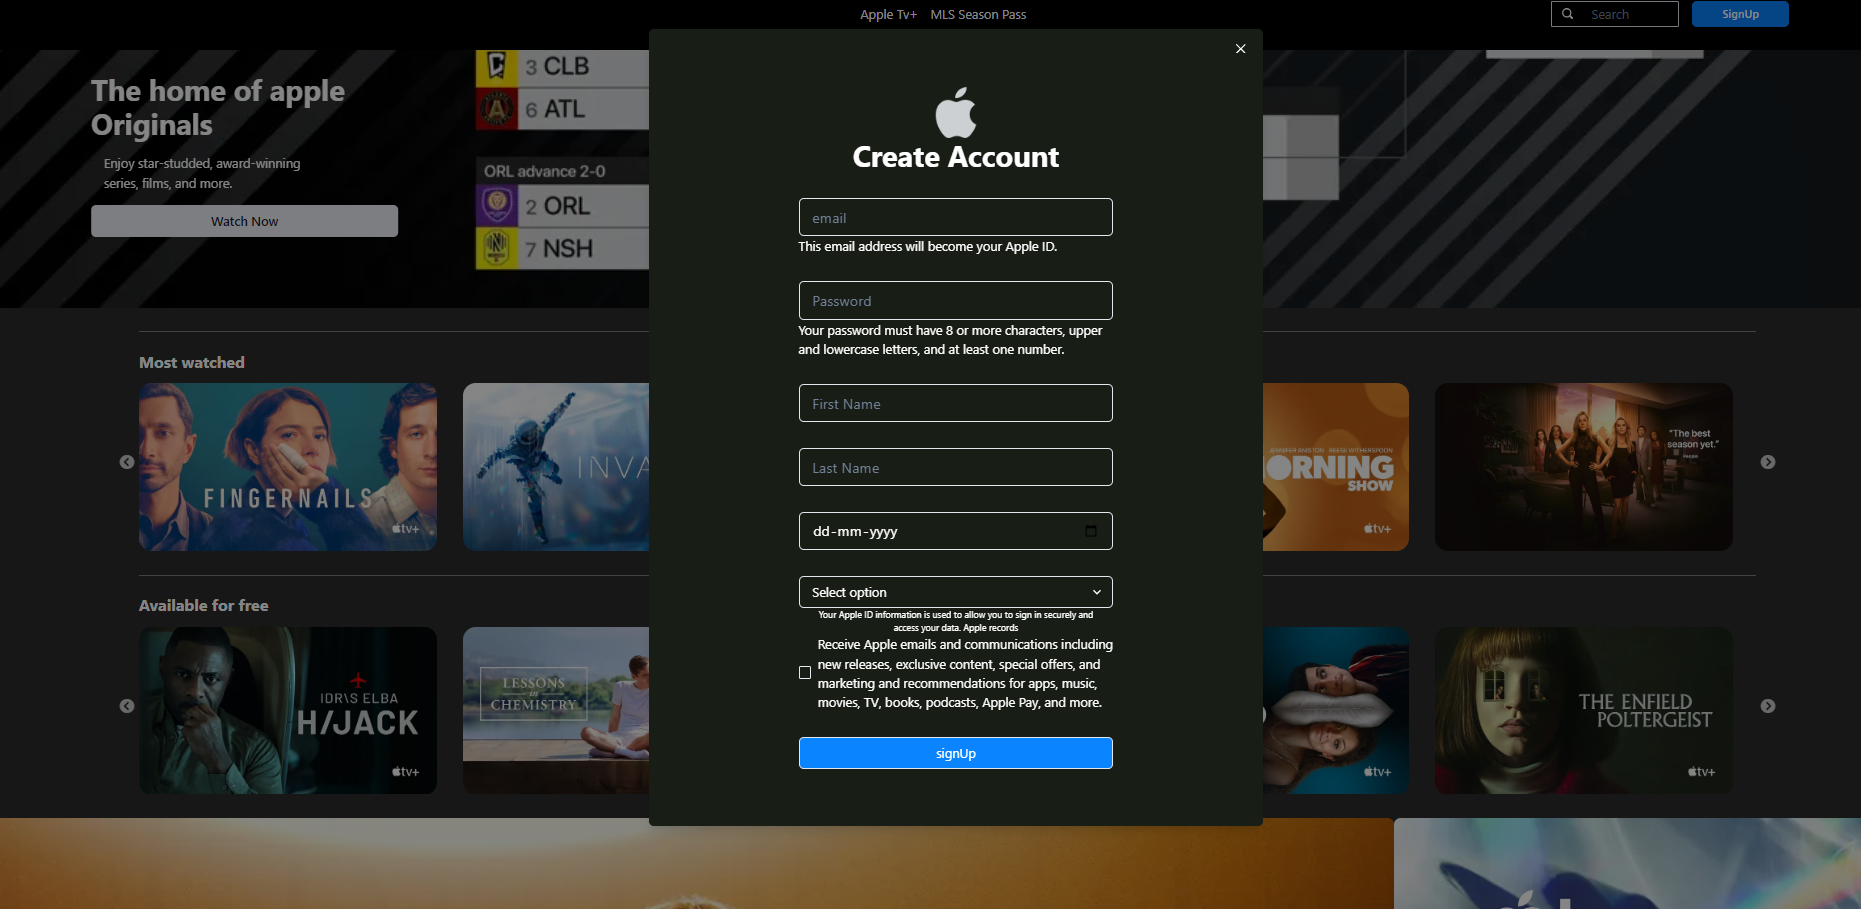 Apple Tv+ MLS Season Pass
Search
SignUp
The home of apple
Originals
Enjoy star-studded, award-winning
series, films, and more.
Watch Now
3 CLB
6 ATL
ORL advance 2-0
2 ORL
7 NSH
Create Account
email
This email address will become your Apple ID.
Password
Your password must have 8 or more characters, upper
and lowercase letters, and at least one number.
First Name
Last Name
dd-mm-yyyy
Select option
Your Apple ID information is used to allow you to sign in securely and
access your data. Apple records
Receive Apple emails and communications including
new releases, exclusive content, special offers, and
marketing and recommendations for apps, music,
movies, TV, books, podcasts, Apple Pay, and more.
signUp
Most watched
FINGERNAILS
tv+
INVA
JENNIFER ANISTON REESE WITHERSPOON
ORNING
SHOW
tv+
"The best
season yet."
Available for free
IDRIS ELBA
H/JACK
tv+
LESSONS
in
CHEMISTRY
tv+
THE ENFIELD
POLTERGEIST
tv+